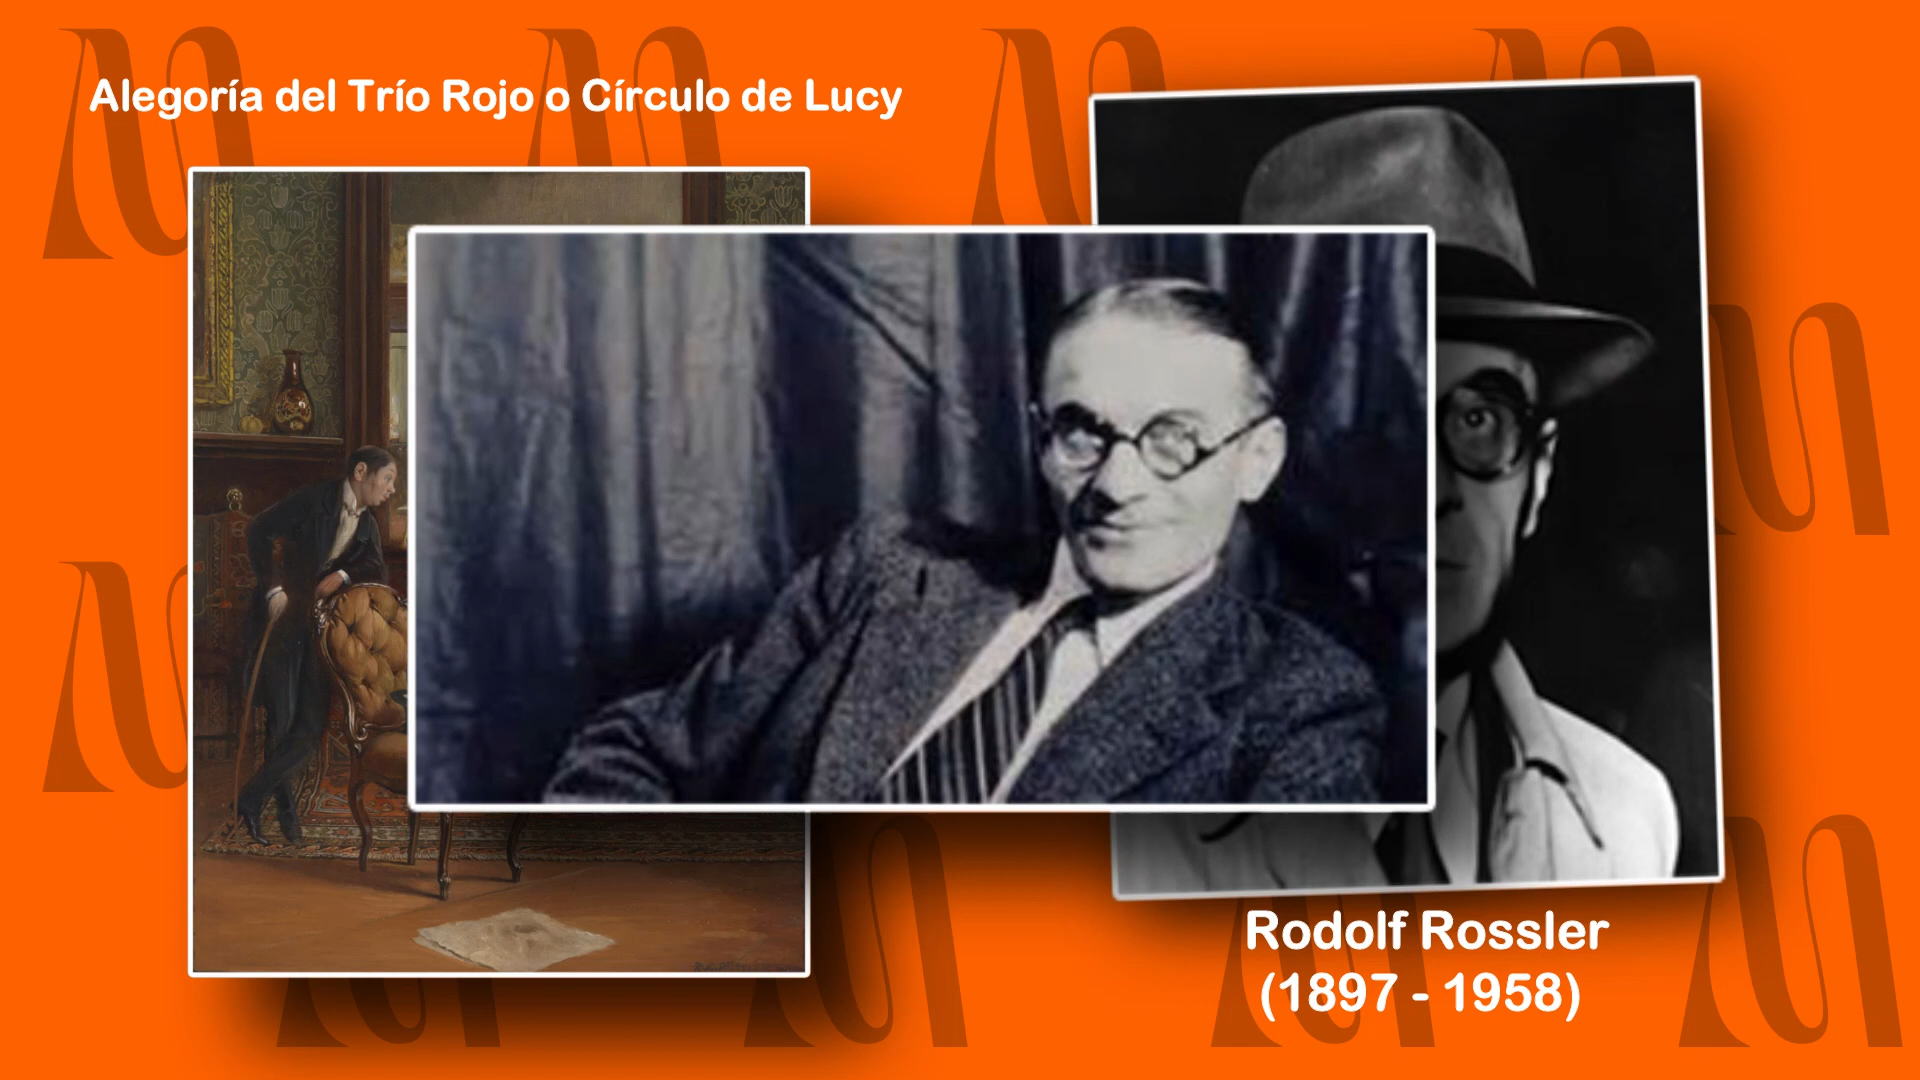 Alegoría del Trío Rojo o Círculo de Lucy
Rodolf Rossler
(1897 - 1958)